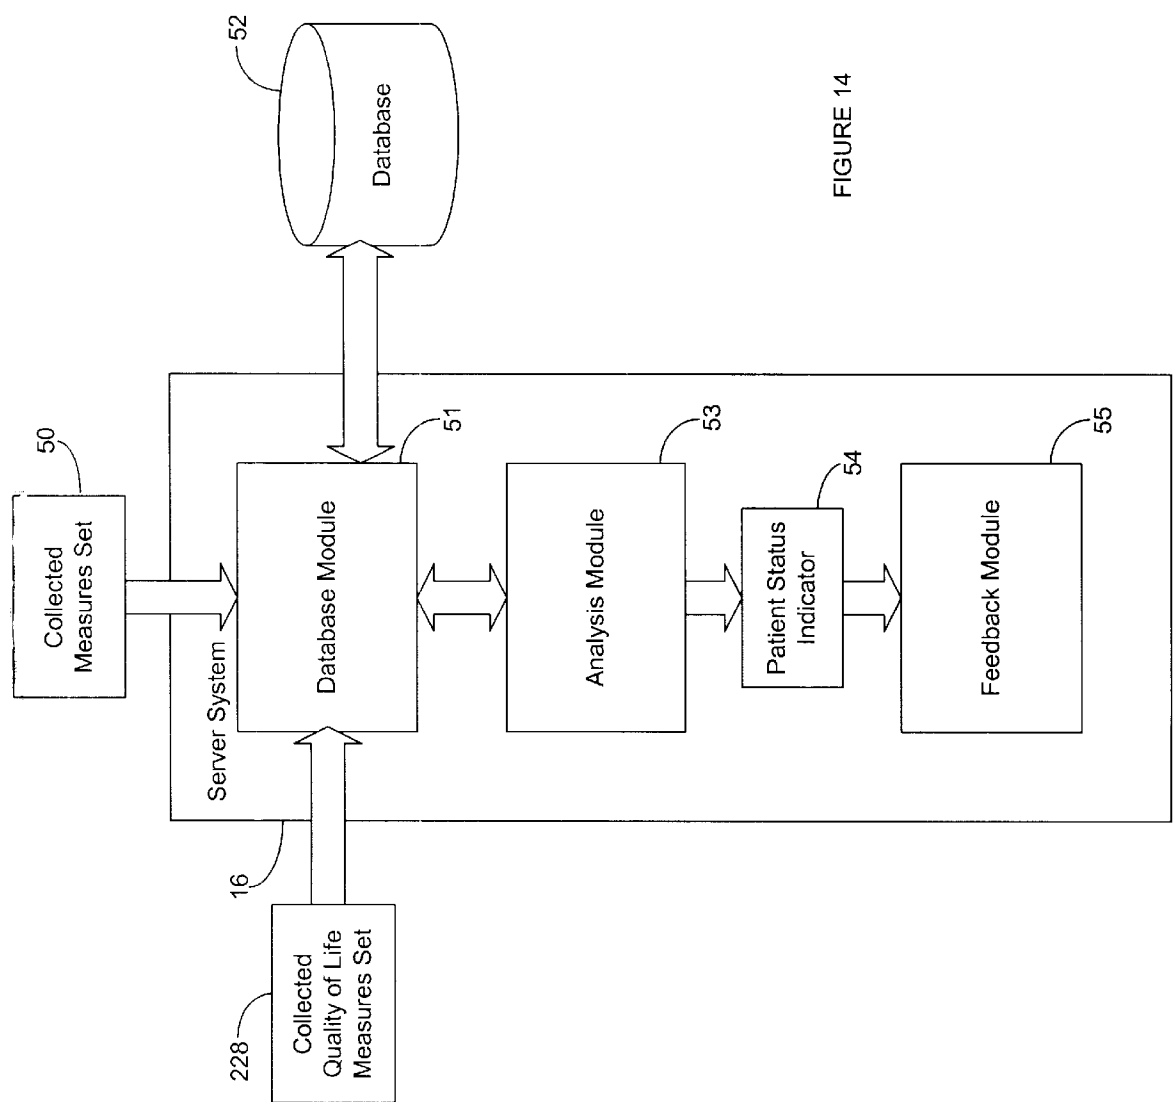 52
Database
FIGURE 14
50
Collected
Measures Set
51
53
54
55
Server System
Database Module
Analysis Module
Patient Status
Indicator
Feedback Module
16
228
Collected
Quality of Life
Measures Set